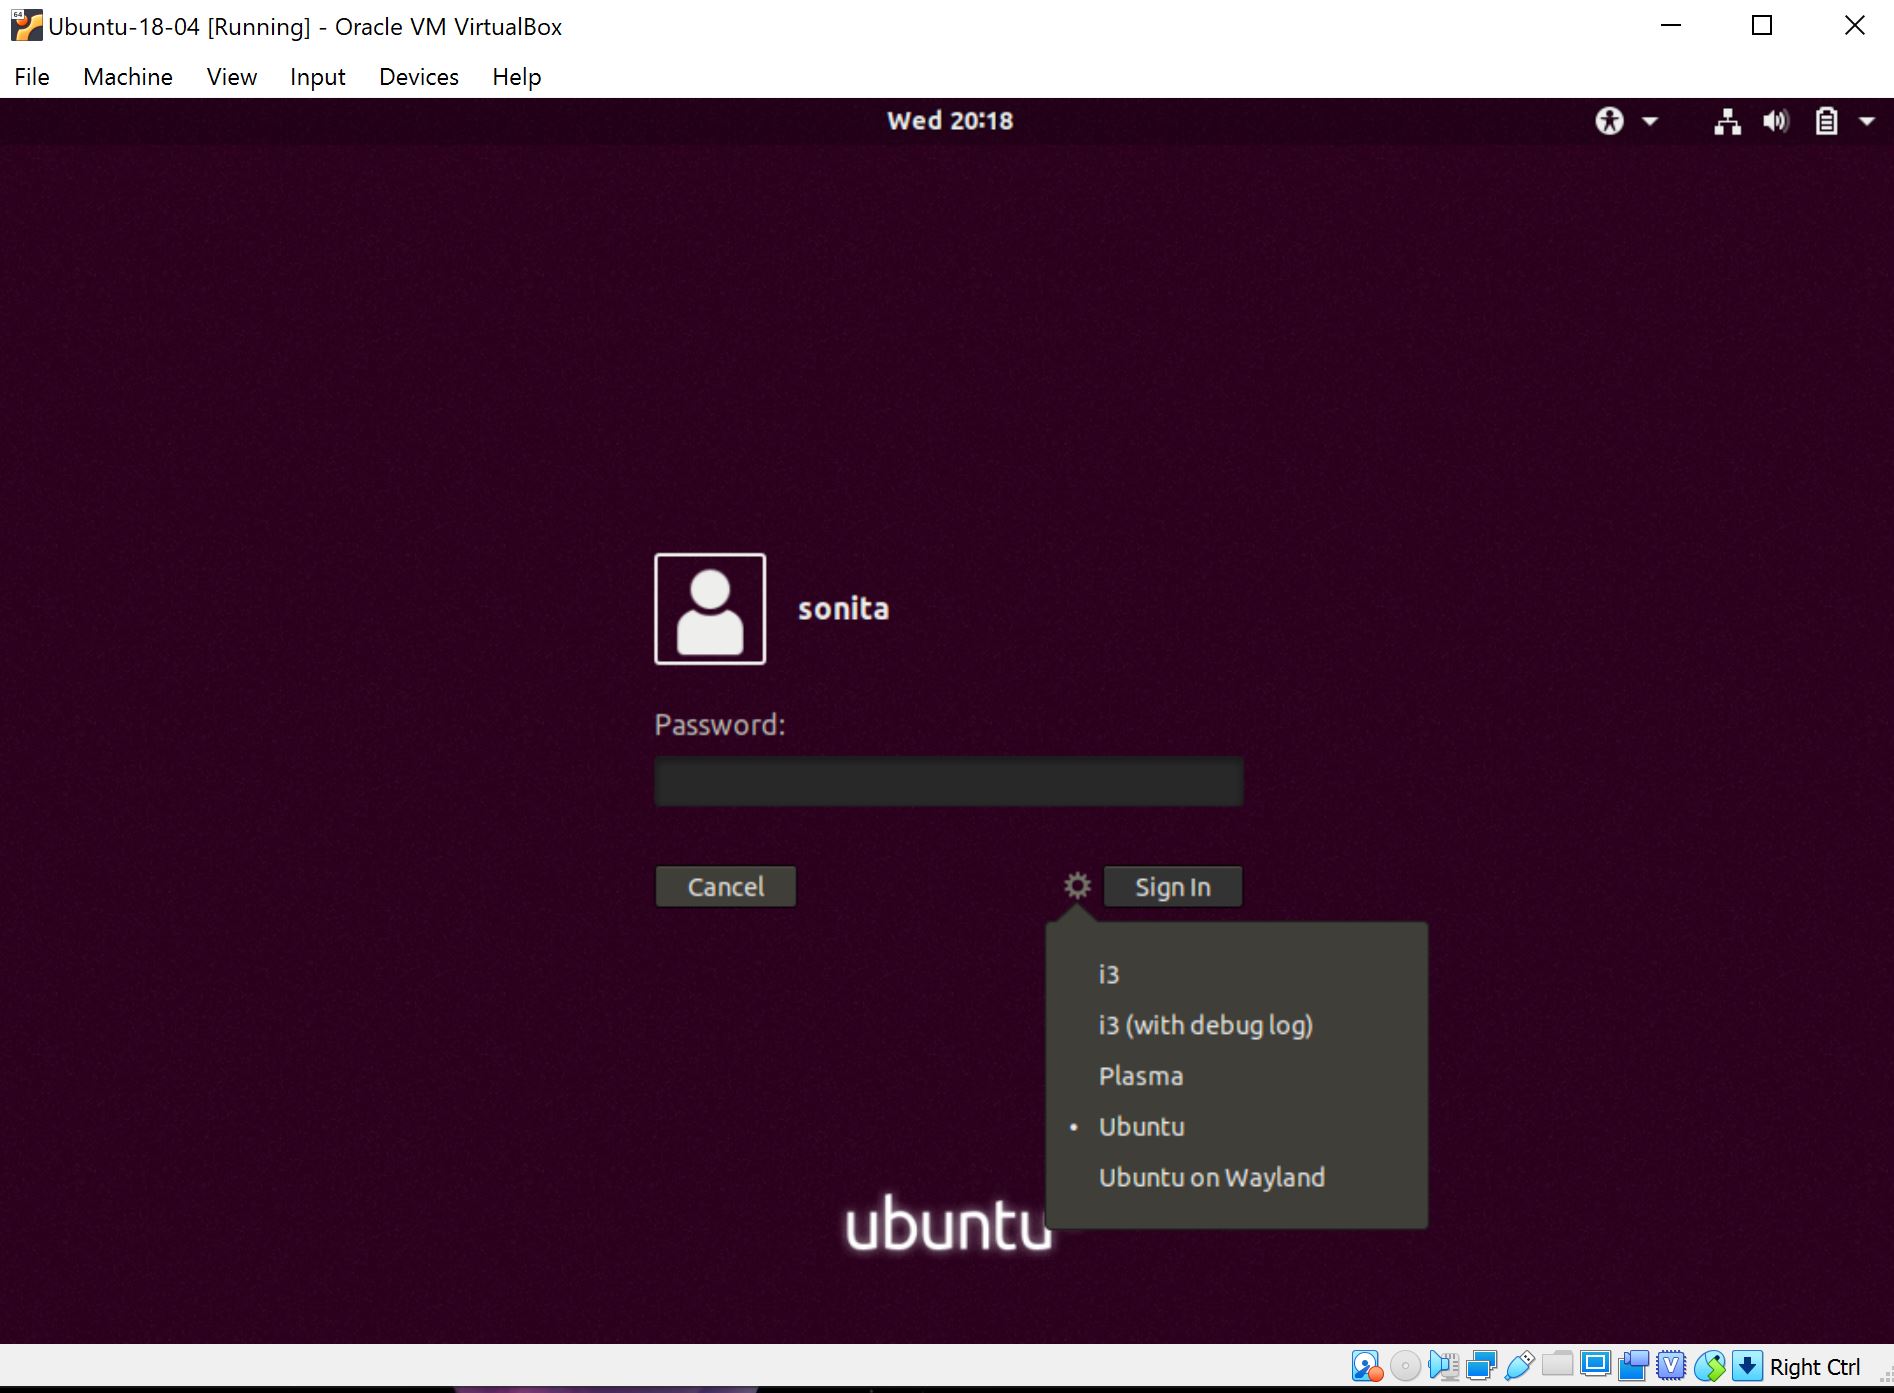 Ubuntu-18-04 [Running] - Oracle VM VirtualBox
File Machine View Input Devices Help
Wed 20:18
sonita
Password:
Cancel
Sign In
i3
i3 (with debug log)
Plasma
• Ubuntu
Ubuntu on Wayland
ubuntu
Right Ctrl